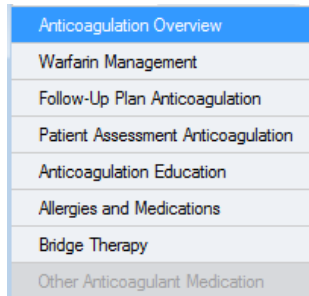 Anticoagulation Overview
Warfarin Management
Follow-Up Plan Anticoagulation
Patient Assessment Anticoagulation
Anticoagulation Education
Allergies and Medications
Bridge Therapy
Other Anticoagulant Medication